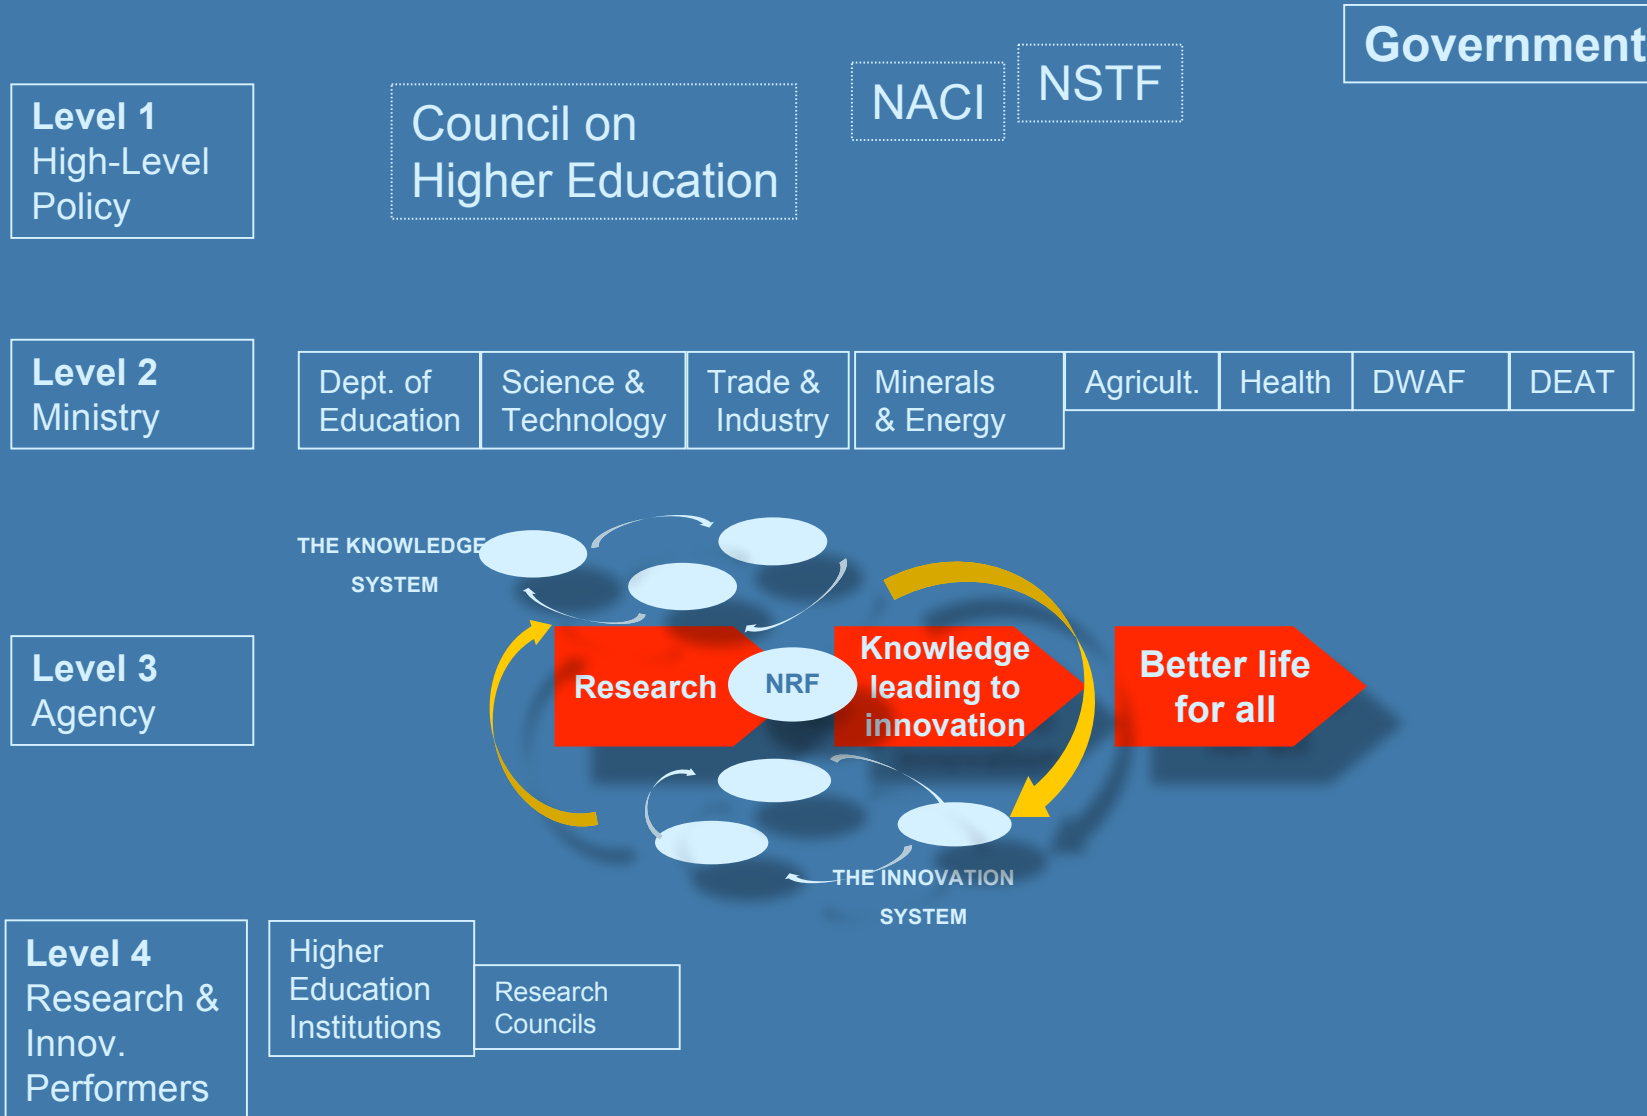 Government
Level 1
High-Level
Policy
Council on
Higher Education
NACI
NSTF
Level 2
Ministry
Dept. of
Education
Science &
Technology
Trade &
Industry
Minerals
& Energy
Agricult.
Health
DWAF
DEAT
THE KNOWLEDGE
SYSTEM
Level 3
Agency
Research
NRF
Knowledge
leading to
innovation
Better life
for all
THE INNOVATION
SYSTEM
Level 4
Research &
Innov.
Performers
Higher
Education
Institutions
Research
Councils